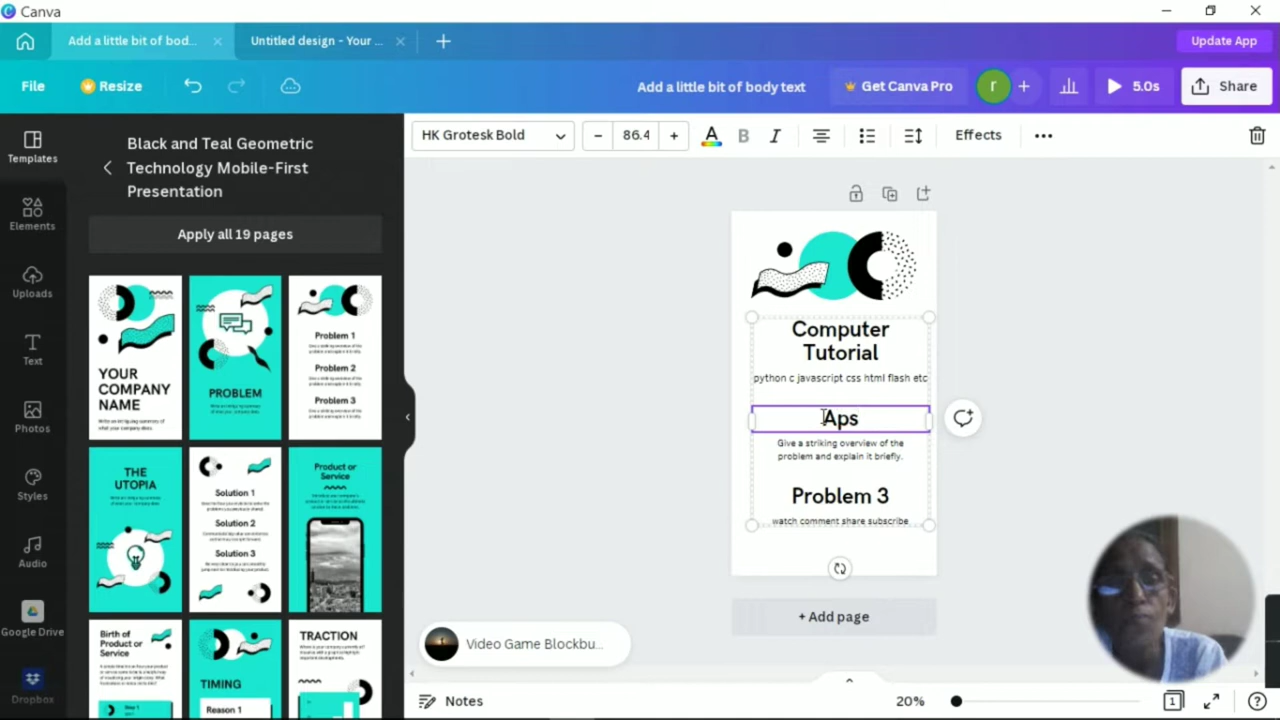 Canva
Add a little bit of bod...
Untitled design - Your ...
Update App
File
Resize
Add a little bit of body text
Get Canva Pro
r
5.0s
Share
Templates
Elements
Uploads
Text
Photos
Styles
Audio
Google Drive
Dropbox
Black and Teal Geometric
Technology Mobile-First
Presentation
Apply all 19 pages
YOUR
COMPANY
NAME
PROBLEM
Problem 1
Problem 2
Problem 3
THE
UTOPIA
Solution 1
Solution 2
Solution 3
Product or
Service
Birth of
Product or
Service
TIMING
Reason 1
TRACTION
HK Grotesk Bold
86.4
A
B
I
Effects
Computer
Tutorial
python c javascript css html flash etc
Aps
Give a striking overview of the
problem and explain it briefly.
Problem 3
watch comment share subscribe
+ Add page
Video Game Blockbu...
Notes
20%
1
?